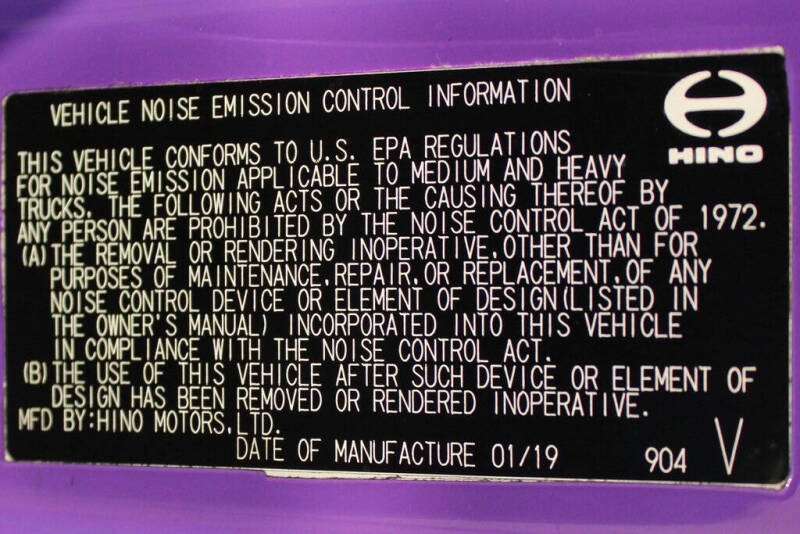 VEHICLE NOISE EMISSION CONTROL INFORMATION
HINO
THIS VEHICLE CONFORMS TO U.S. EPA REGULATIONS
FOR NOISE EMISSION APPLICABLE TO MEDIUM AND HEAVY
TRUCKS. THE FOLLOWING ACTS OR THE CAUSING THEREOF BY
ANY PERSON ARE PROHIBITED BY THE NOISE CONTROL ACT OF 1972.
(A) THE REMOVAL OR RENDERING INOPERATIVE, OTHER THAN FOR
PURPOSES OF MAINTENANCE, REPAIR, OR REPLACEMENT, OF ANY
NOISE CONTROL DEVICE OR ELEMENT OF DESIGN (LISTED IN
THE OWNER'S MANUAL) INCORPORATED INTO THIS VEHICLE
IN COMPLIANCE WITH THE NOISE CONTROL ACT.
(B) THE USE OF THIS VEHICLE AFTER SUCH DEVICE OR ELEMENT OF
DESIGN HAS BEEN REMOVED OR RENDERED INOPERATIVE.
MFD BY: HINO MOTORS, LTD.
DATE OF MANUFACTURE 01/19 904 V